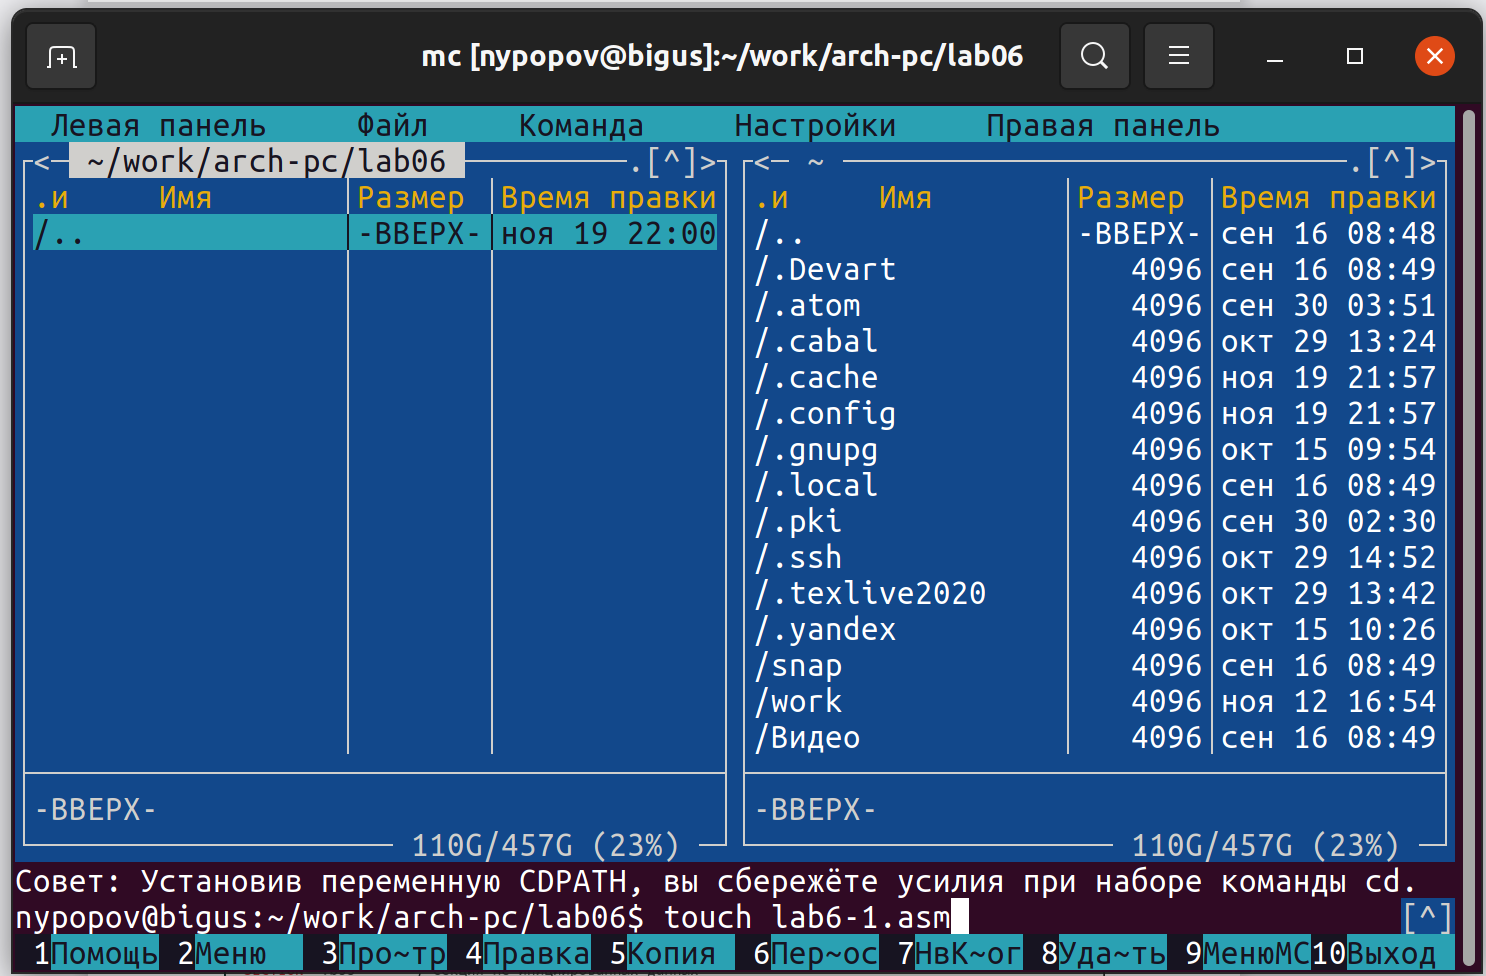 mc [nypopov@bigus]:~/work/arch-pc/lab06
Левая панель Файл Команда Настройки Правая панель
<─ ~/work/arch-pc/lab06 ─.[^]> <─ ~ ─.[^]>
.и Имя Размер Время правки .и Имя Размер Время правки
/.. -ВВЕРХ- ноя 19 22:00 /.. -ВВЕРХ- сен 16 08:48
/.Devart 4096 сен 16 08:49
/.atom 4096 сен 30 03:51
/.cabal 4096 окт 29 13:24
/.cache 4096 ноя 19 21:57
/.config 4096 ноя 19 21:57
/.gnupg 4096 окт 15 09:54
/.local 4096 сен 16 08:49
/.pki 4096 сен 30 02:30
/.ssh 4096 окт 29 14:52
/.texlive2020 4096 окт 29 13:42
/.yandex 4096 окт 15 10:26
/snap 4096 сен 16 08:49
/work 4096 ноя 12 16:54
/Видео 4096 сен 16 08:49
-ВВЕРХ- -ВВЕРХ-
110G/457G (23%) 110G/457G (23%)
Совет: Установив переменную CDPATH, вы сбережёте усилия при наборе команды cd.
nypopov@bigus:~/work/arch-pc/lab06$ touch lab6-1.asm [^]
1Помощь 2Меню 3Про~тр 4Правка 5Копия 6Пер~ос 7НвК~ог 8Уда~ть 9МенюMC 10Выход